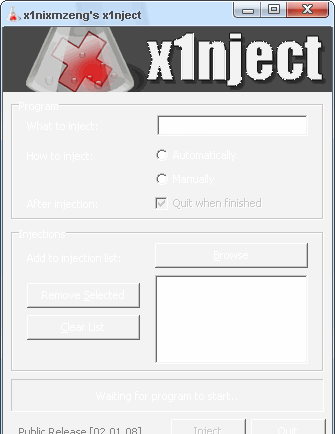 x1nixmzeng's x1nject
x1nject
Program
What to inject:
How to inject:
Automatically
Manually
After injection:
Quit when finished
Injections
Add to injection list:
Browse
Remove Selected
Clear List
Waiting for program to start..
Public Release [02.01.08]
Inject
Quit